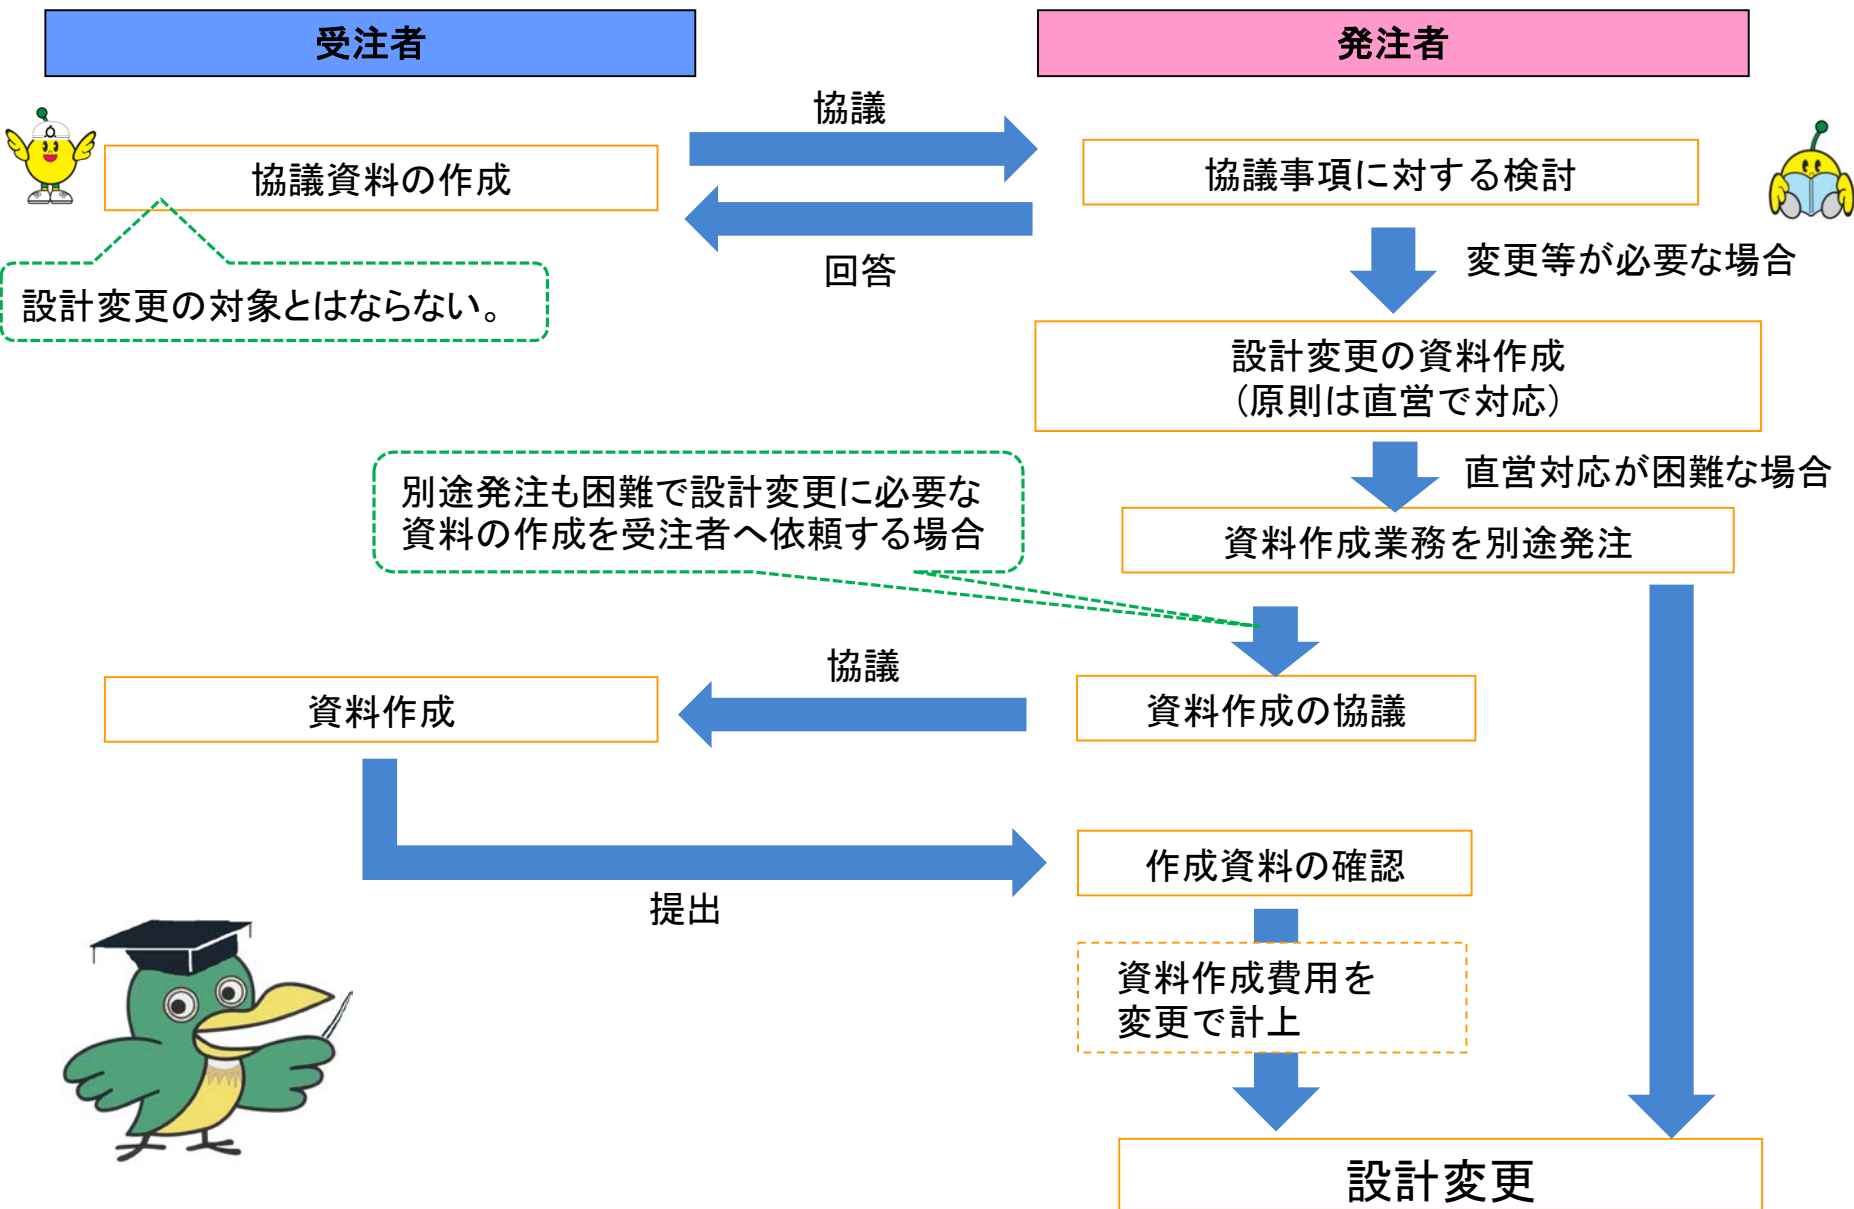 受注者
発注者
協議
協議資料の作成
協議事項に対する検討
回答
変更等が必要な場合
設計変更の対象とはならない。
設計変更の資料作成
（原則は直営で対応）
直営対応が困難な場合
別途発注も困難で設計変更に必要な
資料の作成を受注者へ依頼する場合
資料作成業務を別途発注
協議
資料作成
資料作成の協議
作成資料の確認
提出
資料作成費用を
変更で計上
設計変更